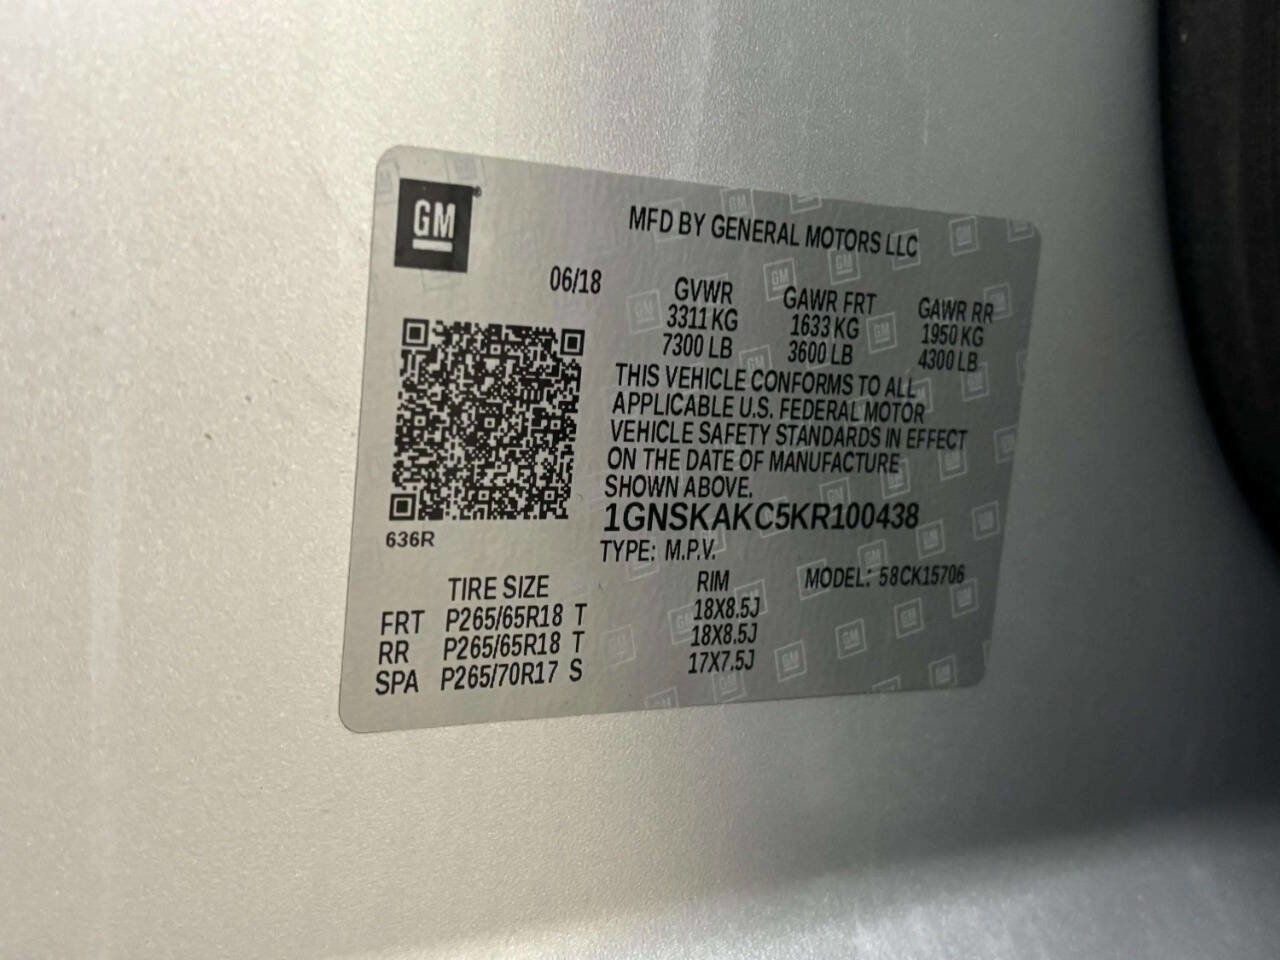 GM
MFD BY GENERAL MOTORS LLC
06/18 GVWR GAWR FRT GAWR RR
3311 KG 1633 KG 1950 KG
7300 LB 3600 LB 4300 LB
THIS VEHICLE CONFORMS TO ALL
APPLICABLE U.S. FEDERAL MOTOR
VEHICLE SAFETY STANDARDS IN EFFECT
ON THE DATE OF MANUFACTURE
SHOWN ABOVE.
1GNSKAKC5KR100438
636R
TYPE: M.P.V.
MODEL: 58CK15706
TIRE SIZE RIM
FRT P265/65R18 T 18X8.5J
RR P265/65R18 T 18X8.5J
SPA P265/70R17 S 17X7.5J